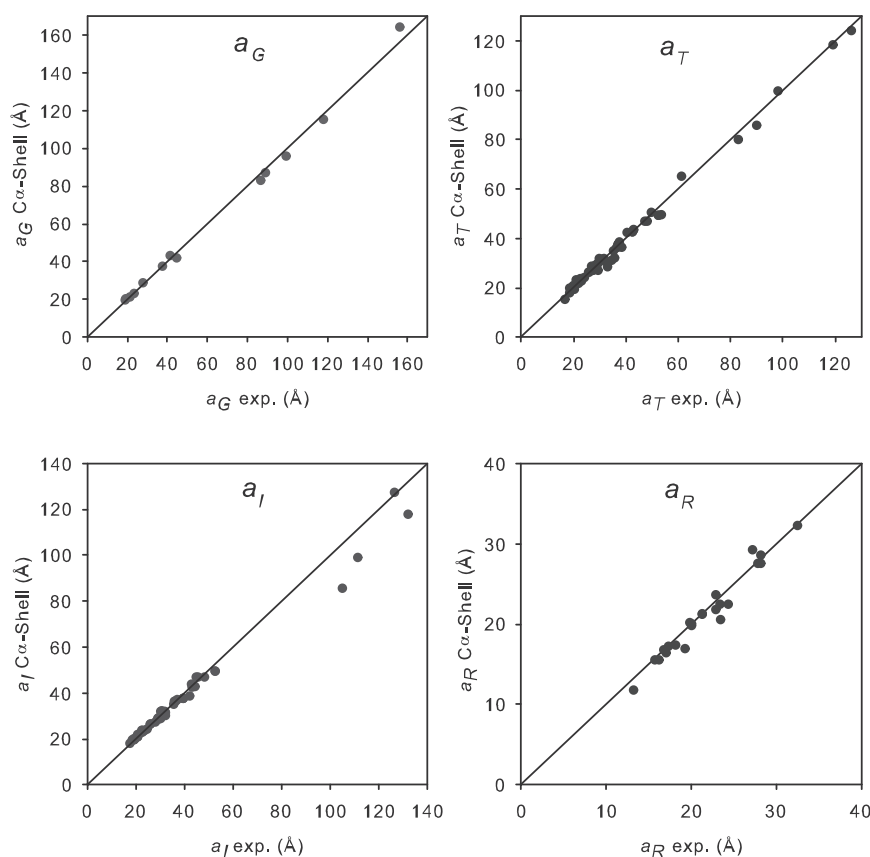 a_G
a_G Cα-Shell (Å)
160
140
120
100
80
60
40
20
0
0 20 40 60 80 100 120 140 160
a_G exp. (Å)
a_T
a_T Cα-Shell (Å)
120
100
80
60
40
20
0
0 20 40 60 80 100 120
a_T exp. (Å)
a_I
a_I Cα-Shell (Å)
140
120
100
80
60
40
20
0
0 20 40 60 80 100 120 140
a_I exp. (Å)
a_R
a_R Cα-Shell (Å)
40
30
20
10
0
0 10 20 30 40
a_R exp. (Å)